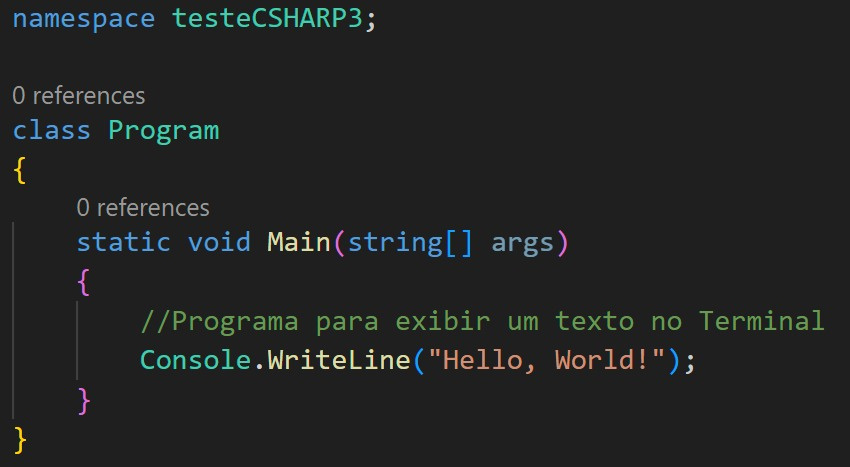 namespace testeCSHARP3;
0 references
class Program
{
0 references
static void Main(string[] args)
{
//Programa para exibir um texto no Terminal
Console.WriteLine("Hello, World!");
}
}